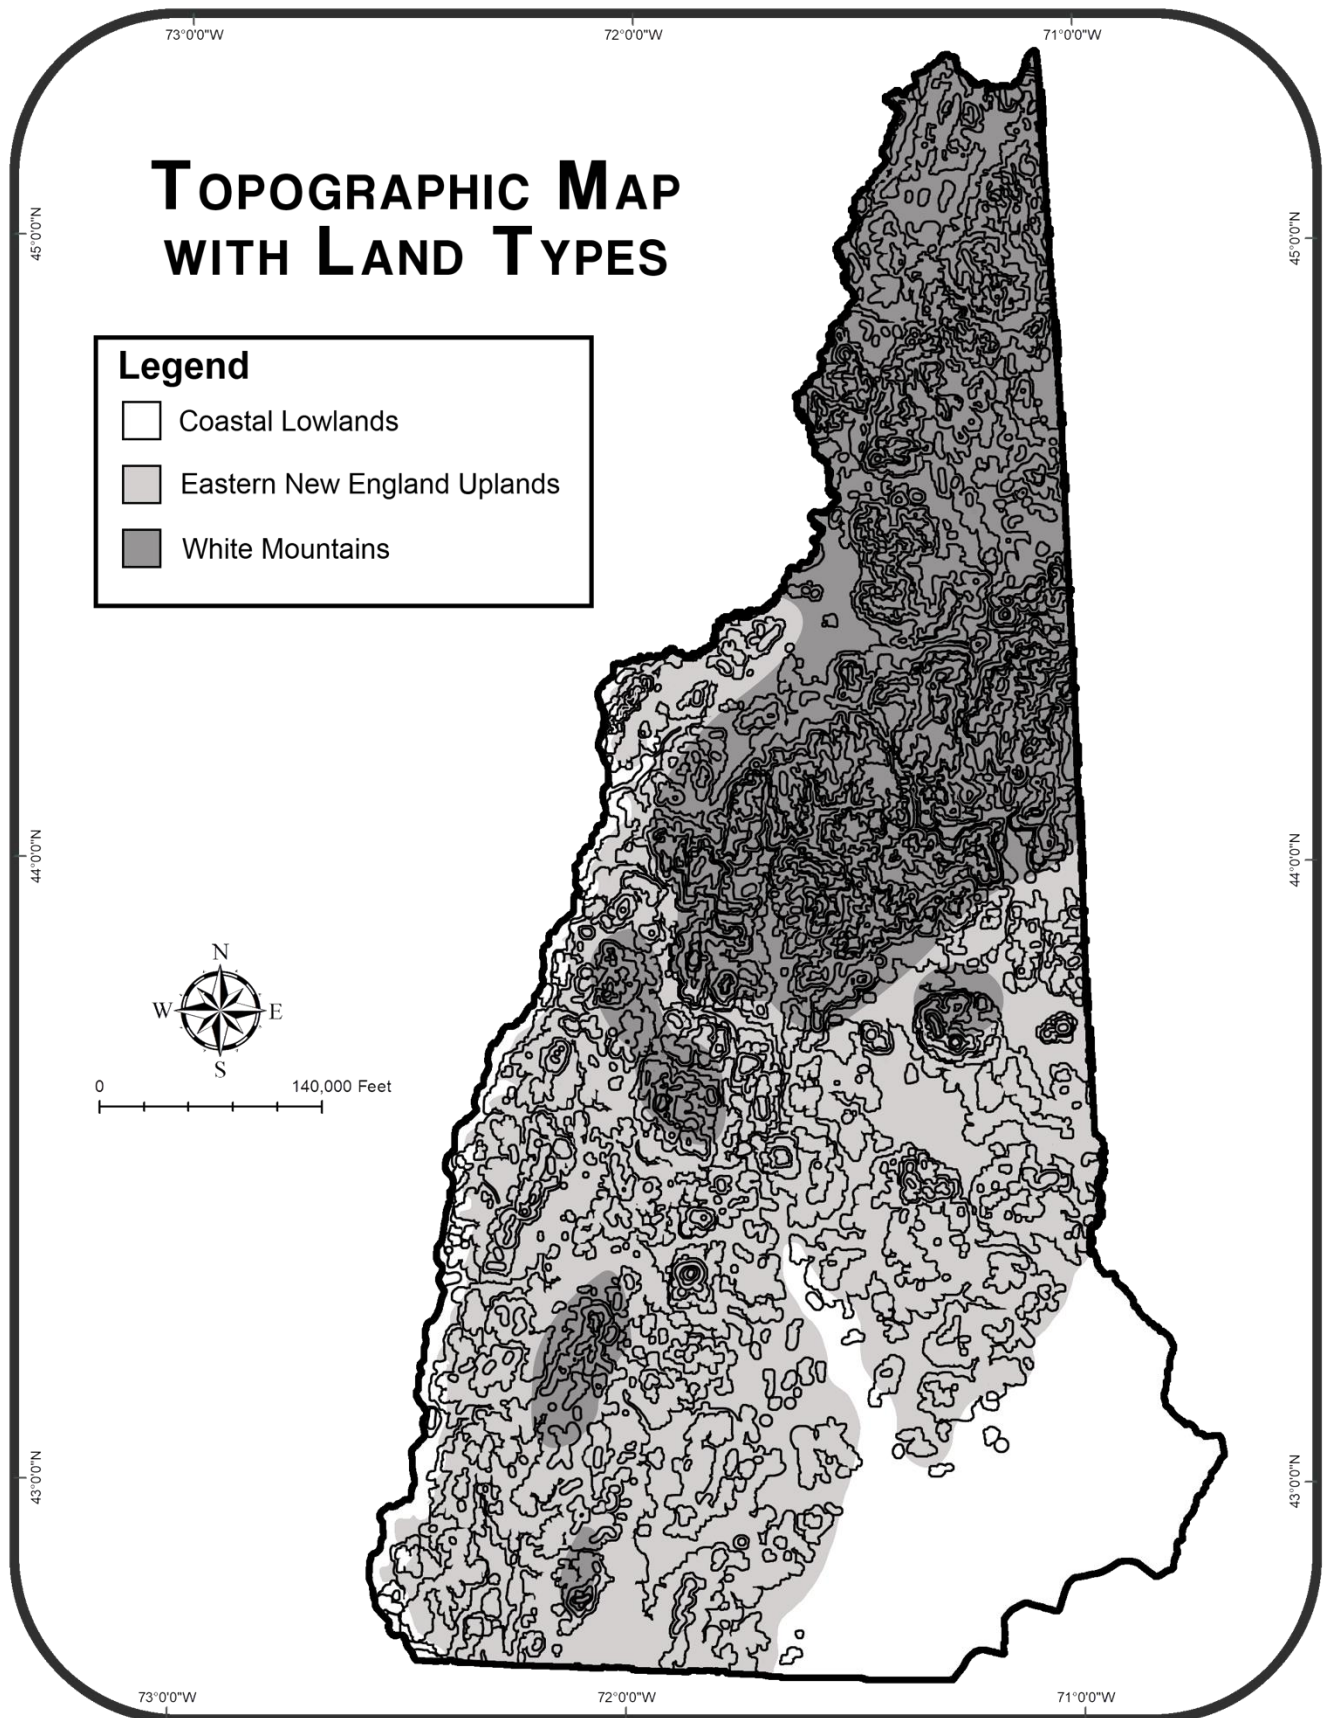 73°0'0"W 72°0'0"W 71°0'0"W
TOPOGRAPHIC MAP
WITH LAND TYPES
45°0'0"N 45°0'0"N
Legend
Coastal Lowlands
Eastern New England Uplands
White Mountains
44°0'0"N 44°0'0"N
N
W E
S
0 140,000 Feet
43°0'0"N 43°0'0"N
73°0'0"W 72°0'0"W 71°0'0"W